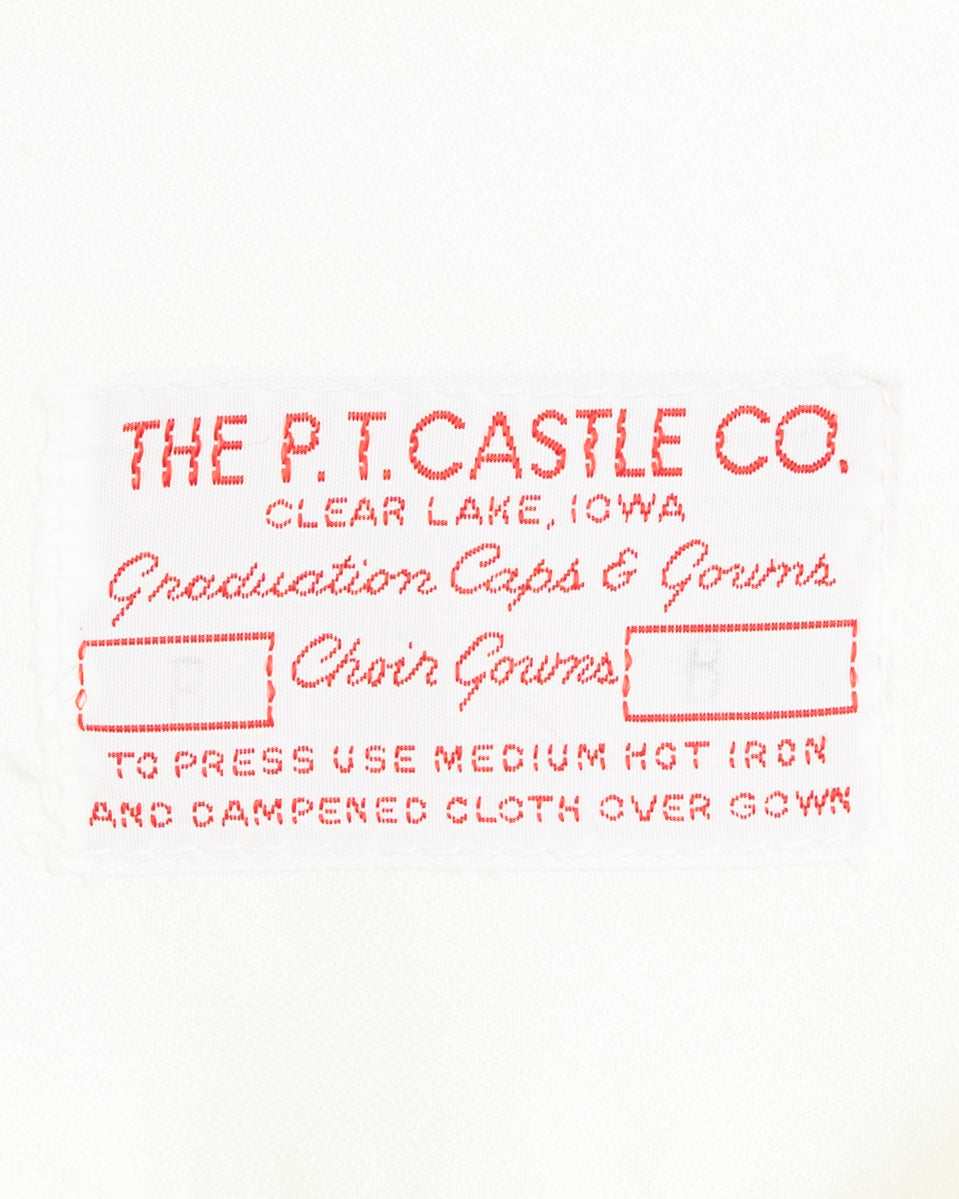 THE P.T. CASTLE CO.
CLEAR LAKE, IOWA
Graduation Caps & Gowns
Choir Gowns
TO PRESS USE MEDIUM HOT IRON
AND DAMPENED CLOTH OVER GOWN